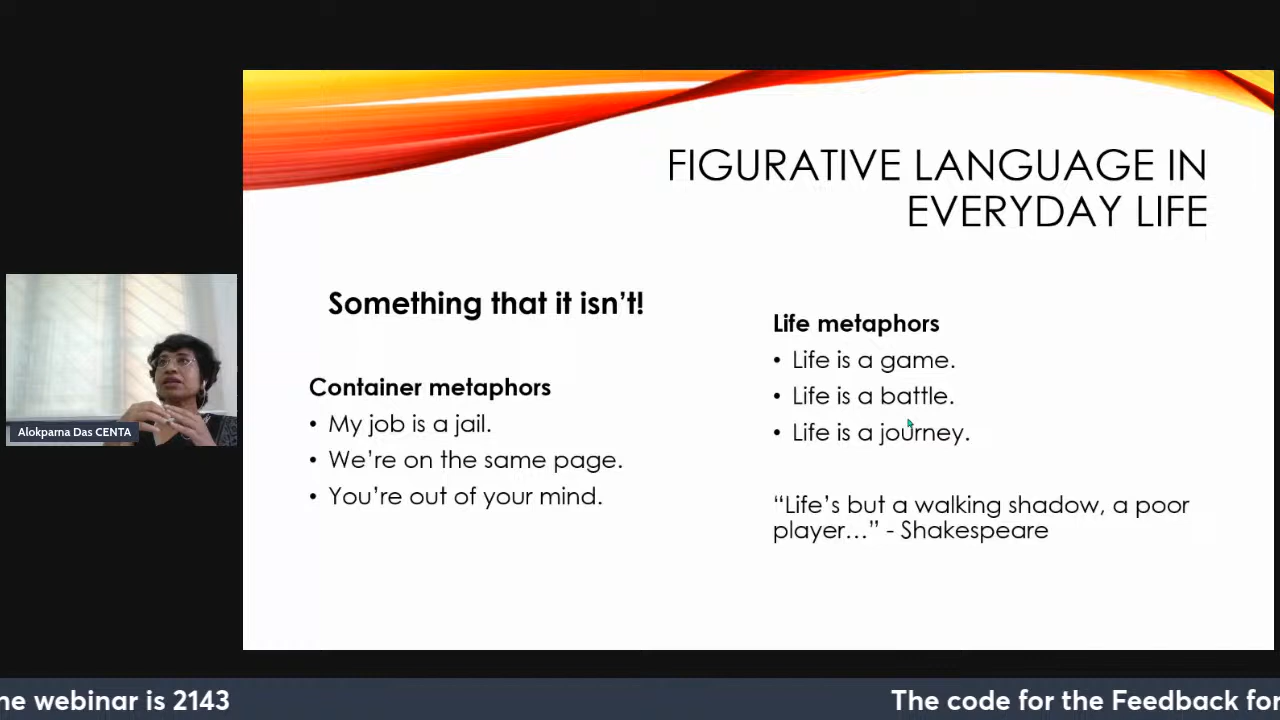 FIGURATIVE LANGUAGE IN
EVERYDAY LIFE
Something that it isn’t!
Container metaphors
• My job is a jail.
• We’re on the same page.
• You’re out of your mind.
Life metaphors
• Life is a game.
• Life is a battle.
• Life is a journey.
“Life’s but a walking shadow, a poor
player…” - Shakespeare
Alokparna Das CENTA
he webinar is 2143
The code for the Feedback for